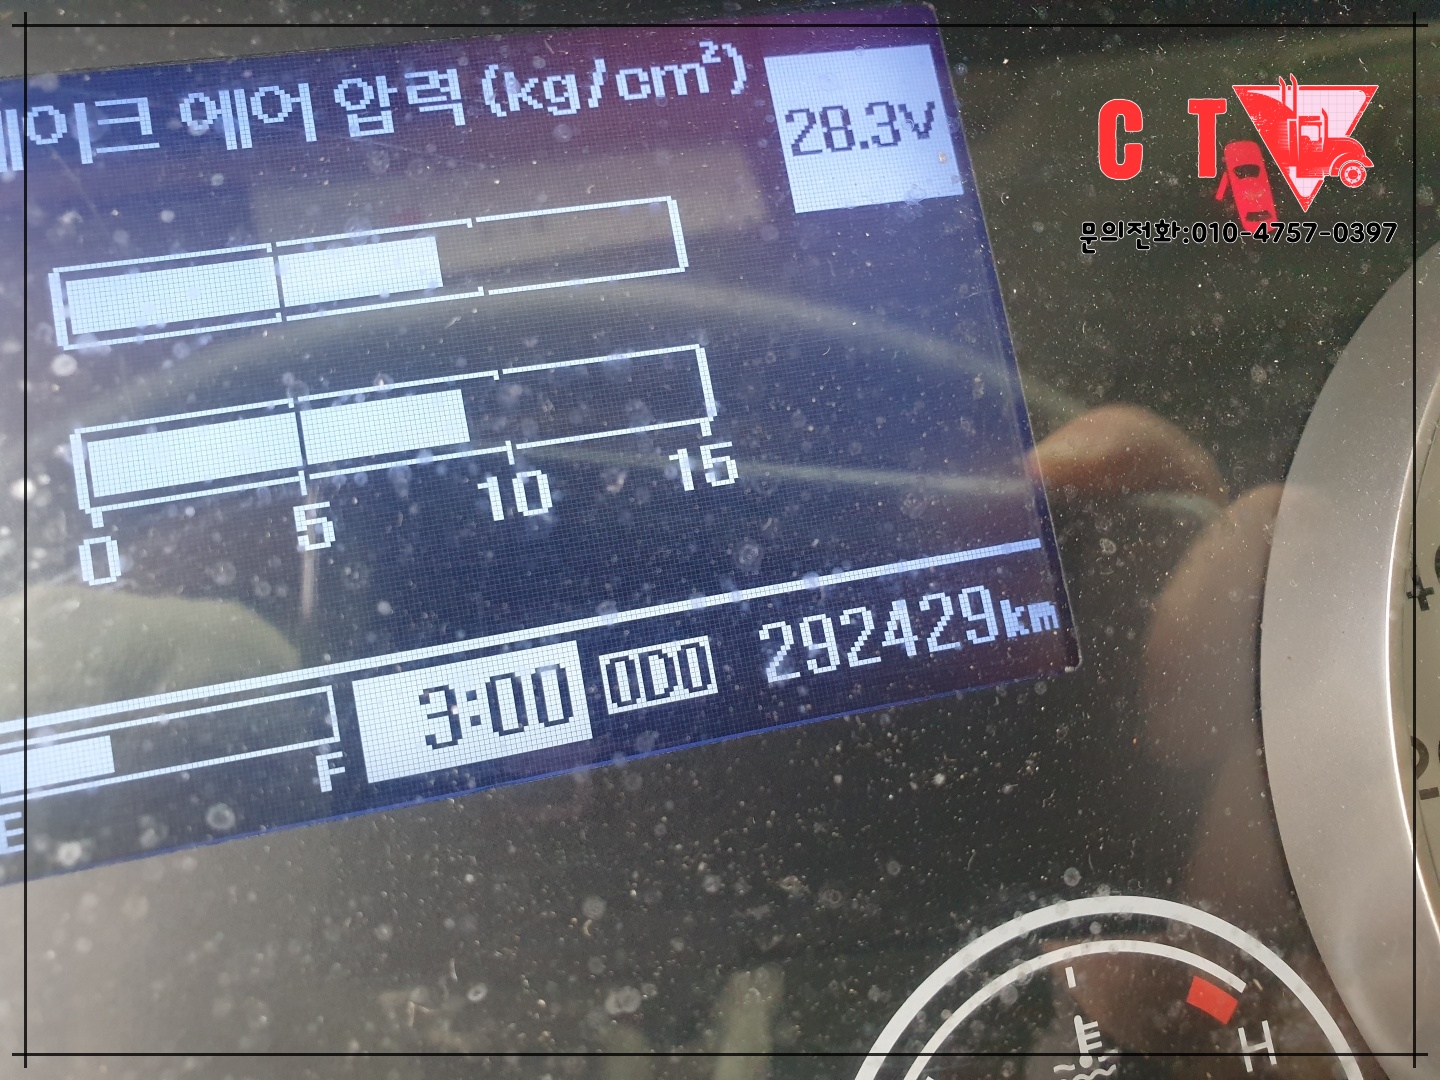 이크 에어 압력 (kg/cm²)
28.3V
C T
문의전화:010-4757-0397
0 5 10 15
E F
3:00 ODO 292429km
H